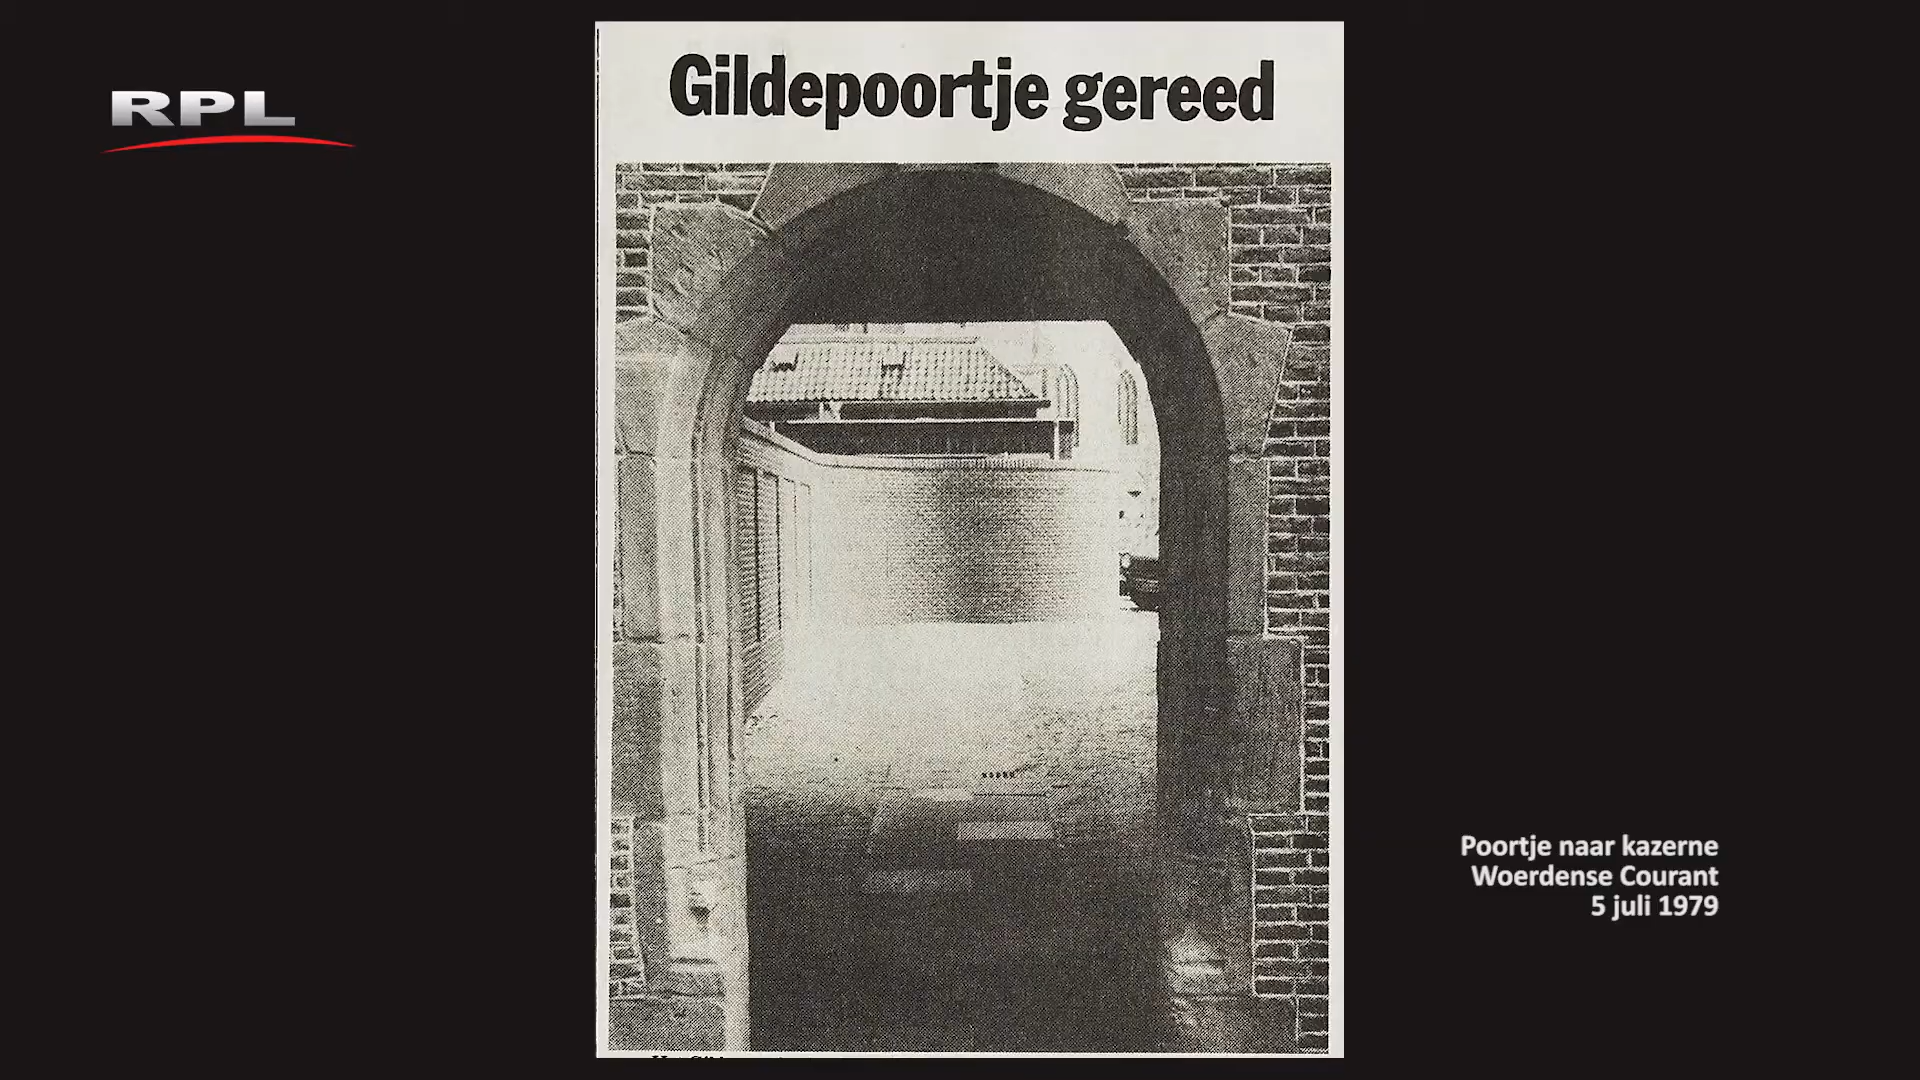 RPL
Gildepoortje gereed
Poortje naar kazerne
Woerdense Courant
5 juli 1979